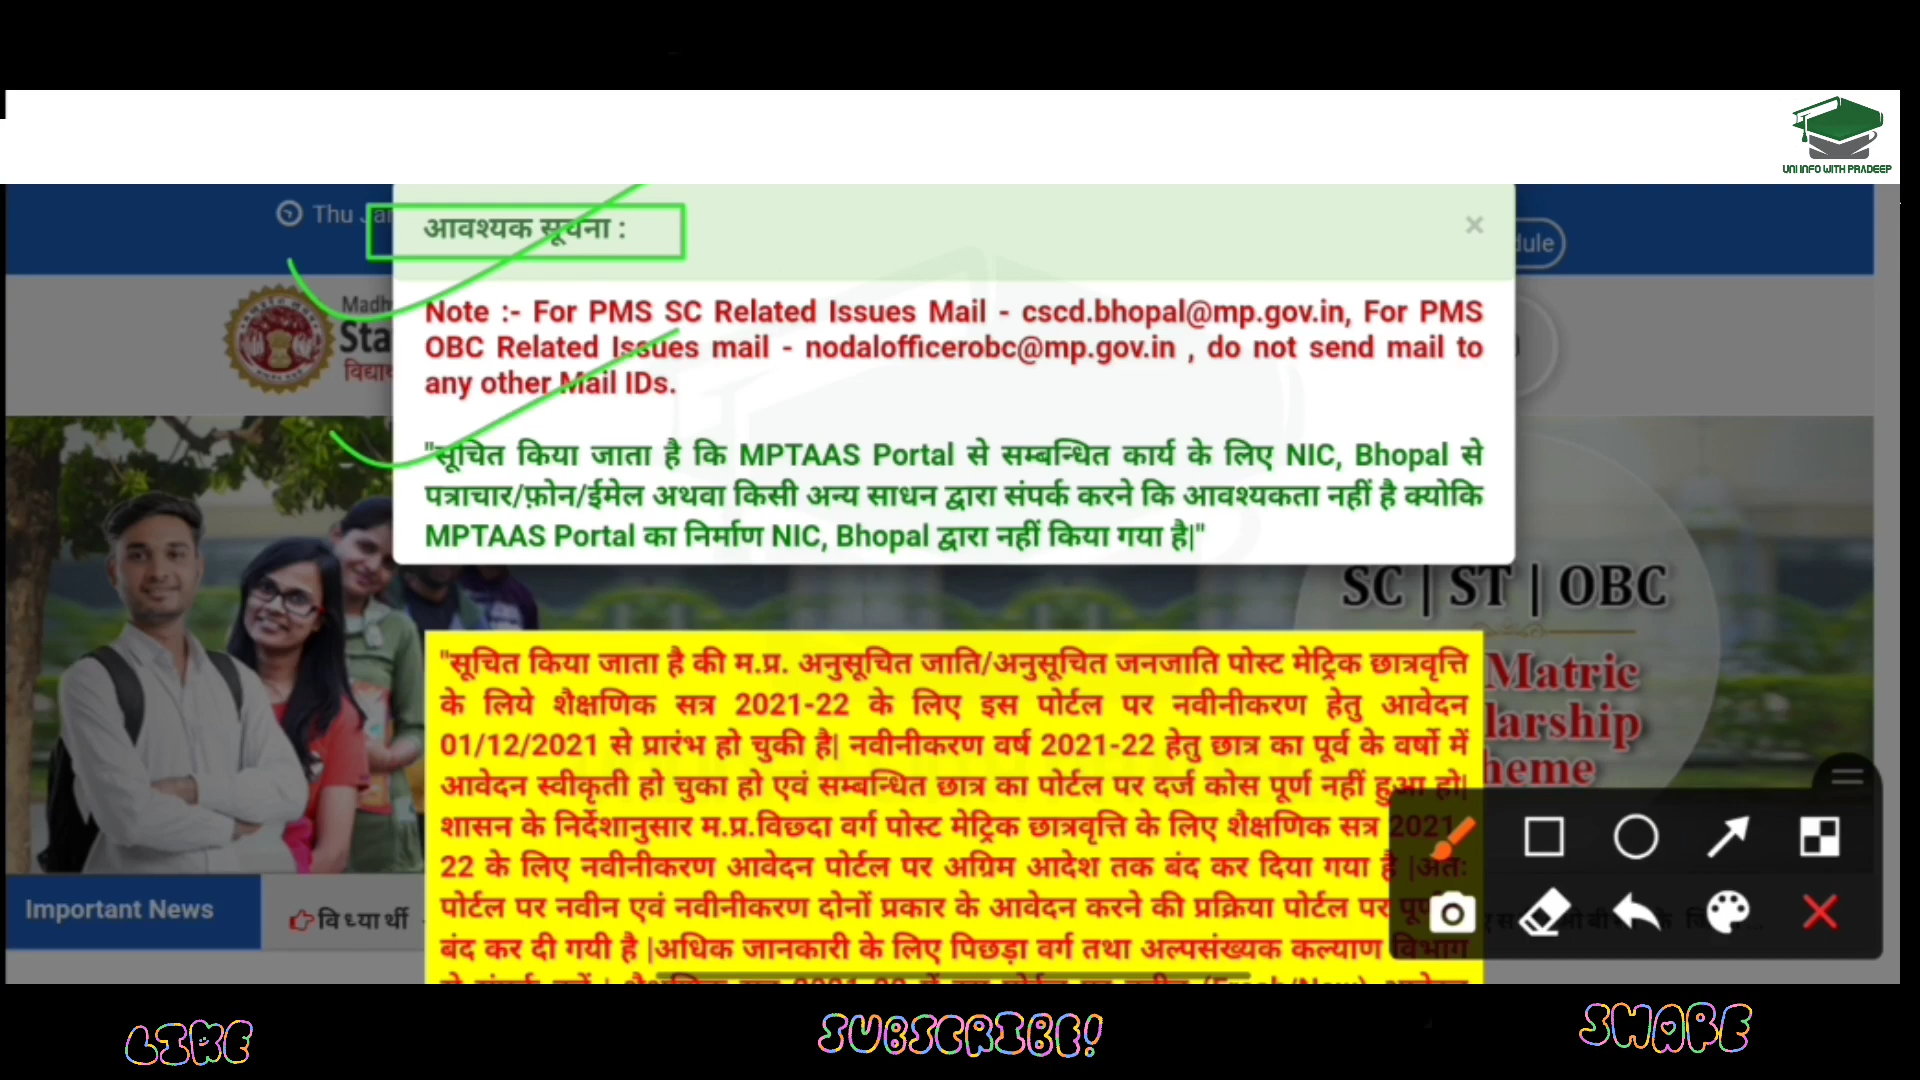 UNI INFO WITH PRADEEP
Thu Jan
dule
आवश्यक सूचना :
×
Madh
Sta
विद्या
Note :- For PMS SC Related Issues Mail - cscd.bhopal@mp.gov.in, For PMS
OBC Related Issues mail - nodalofficerobc@mp.gov.in , do not send mail to
any other Mail IDs.
"सूचित किया जाता है कि MPTAAS Portal से सम्बन्धित कार्य के लिए NIC, Bhopal से
पत्राचार/फ़ोन/ईमेल अथवा किसी अन्य साधन द्वारा संपर्क करने कि आवश्यकता नहीं है क्योकि
MPTAAS Portal का निर्माण NIC, Bhopal द्वारा नहीं किया गया है|"
SC | ST | OBC
Matric
larship
heme
"सूचित किया जाता है की म.प्र. अनुसूचित जाति/अनुसूचित जनजाति पोस्ट मेट्रिक छात्रवृत्ति
के लिये शैक्षणिक सत्र 2021-22 के लिए इस पोर्टल पर नवीनीकरण हेतु आवेदन
01/12/2021 से प्रारंभ हो चुकी है| नवीनीकरण वर्ष 2021-22 हेतु छात्र का पूर्व के वर्षो में
आवेदन स्वीकृती हो चुका हो एवं सम्बन्धित छात्र का पोर्टल पर दर्ज कोस पूर्ण नहीं हुआ हो|
शासन के निर्देशानुसार म.प्र.विछदा वर्ग पोस्ट मेट्रिक छात्रवृत्ति के लिए शैक्षणिक सत्र 2021-
22 के लिए नवीनीकरण आवेदन पोर्टल पर अग्रिम आदेश तक बंद कर दिया गया है |अतः
पोर्टल पर नवीन एवं नवीनीकरण दोनों प्रकार के आवेदन करने की प्रक्रिया पोर्टल पर
बंद कर दी गयी है |अधिक जानकारी के लिए पिछड़ा वर्ग तथा अल्पसंख्यक कल्याण विभाग
Important News
विध्यार्थी
LIKE
SUBSCRIBE!
SHARE